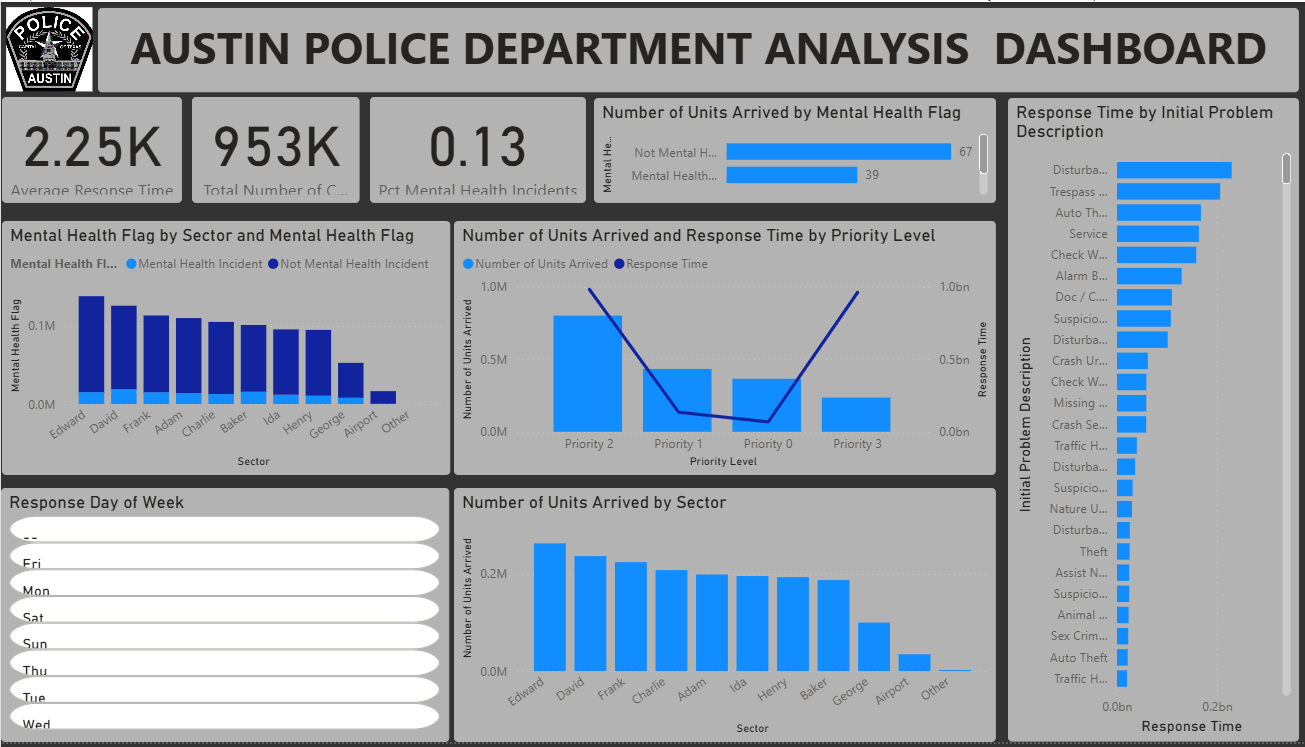 POLICE
CAPITAL OF TEXAS
AUSTIN
AUSTIN POLICE DEPARTMENT ANALYSIS DASHBOARD
2.25K
Average Resonse Time
953K
Total Number of C...
0.13
Pct Mental Health Incidents
Number of Units Arrived by Mental Health Flag
Mental He...
Not Mental H... 67
Mental Health... 39
Response Time by Initial Problem
Description
Initial Problem Description
Disturba...
Trespass ...
Auto Th...
Service
Check W...
Alarm B...
Doc / C....
Suspicio...
Disturba...
Crash Ur...
Check W...
Missing ...
Crash Se...
Traffic H...
Disturba...
Suspicio...
Nature U...
Disturba...
Theft
Assist N...
Suspicio...
Animal ...
Sex Crim...
Auto Theft
Traffic H...
0.0bn 0.2bn
Response Time
Mental Health Flag by Sector and Mental Health Flag
Mental Health Fl... Mental Health Incident Not Mental Health Incident
Mental Health Flag
0.1M
0.0M
Edward David Frank Adam Charlie Baker Ida Henry George Airport Other
Sector
Number of Units Arrived and Response Time by Priority Level
Number of Units Arrived Response Time
Number of Units Arrived
1.0M
0.5M
0.0M
1.0bn
0.5bn
0.0bn
Response Time
Priority 2 Priority 1 Priority 0 Priority 3
Priority Level
Response Day of Week
--
Fri
Mon
Sat
Sun
Thu
Tue
Wed
Number of Units Arrived by Sector
Number of Units Arrived
0.2M
0.0M
Edward David Frank Charlie Adam Ida Henry Baker George Airport Other
Sector